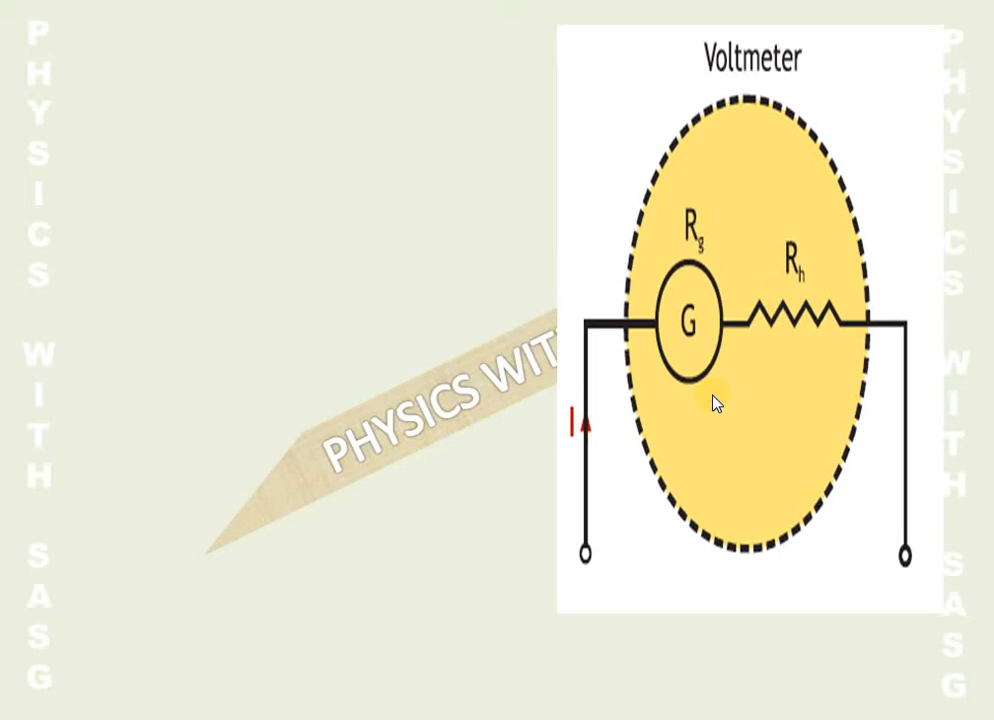 PHYSICS WITH SASG
PHYSICS WIT
Voltmeter
Rg
Rh
G
I
PHYSICS WITH SASG